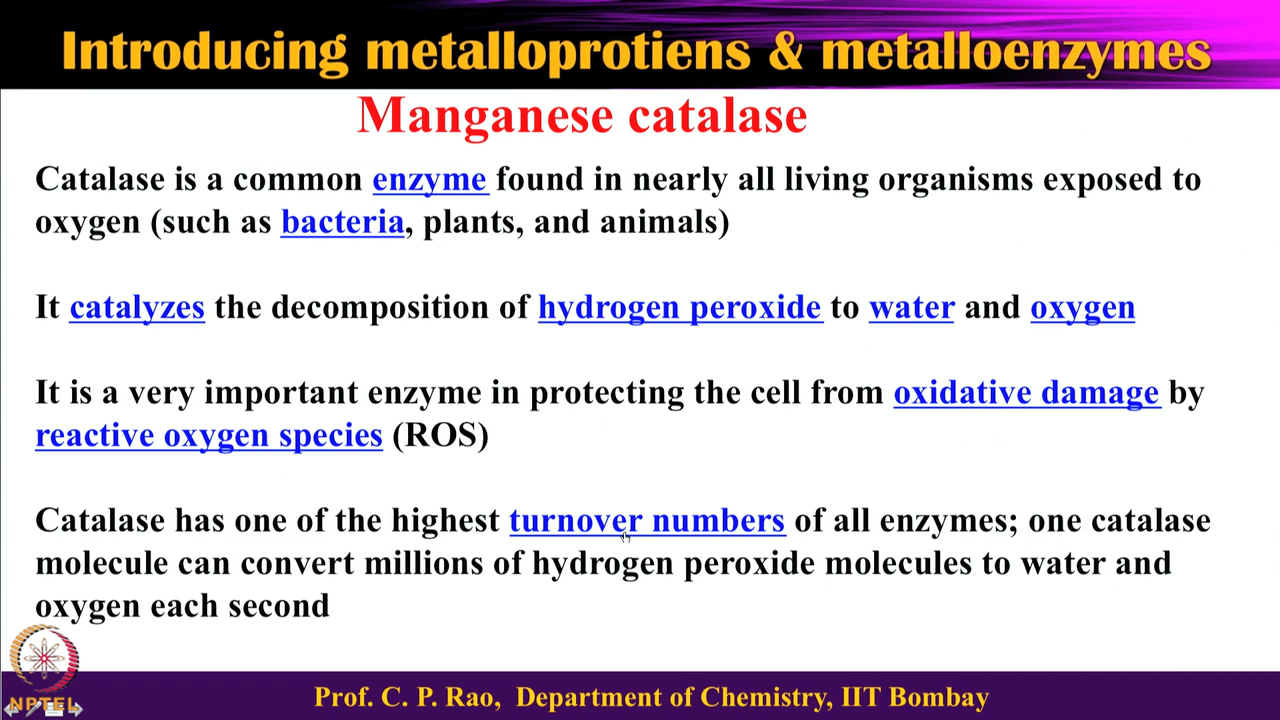 Introducing metalloprotiens & metalloenzymes
Manganese catalase
Catalase is a common enzyme found in nearly all living organisms exposed to
oxygen (such as bacteria, plants, and animals)
It catalyzes the decomposition of hydrogen peroxide to water and oxygen
It is a very important enzyme in protecting the cell from oxidative damage by
reactive oxygen species (ROS)
Catalase has one of the highest turnover numbers of all enzymes; one catalase
molecule can convert millions of hydrogen peroxide molecules to water and
oxygen each second
NPTEL
Prof. C. P. Rao, Department of Chemistry, IIT Bombay